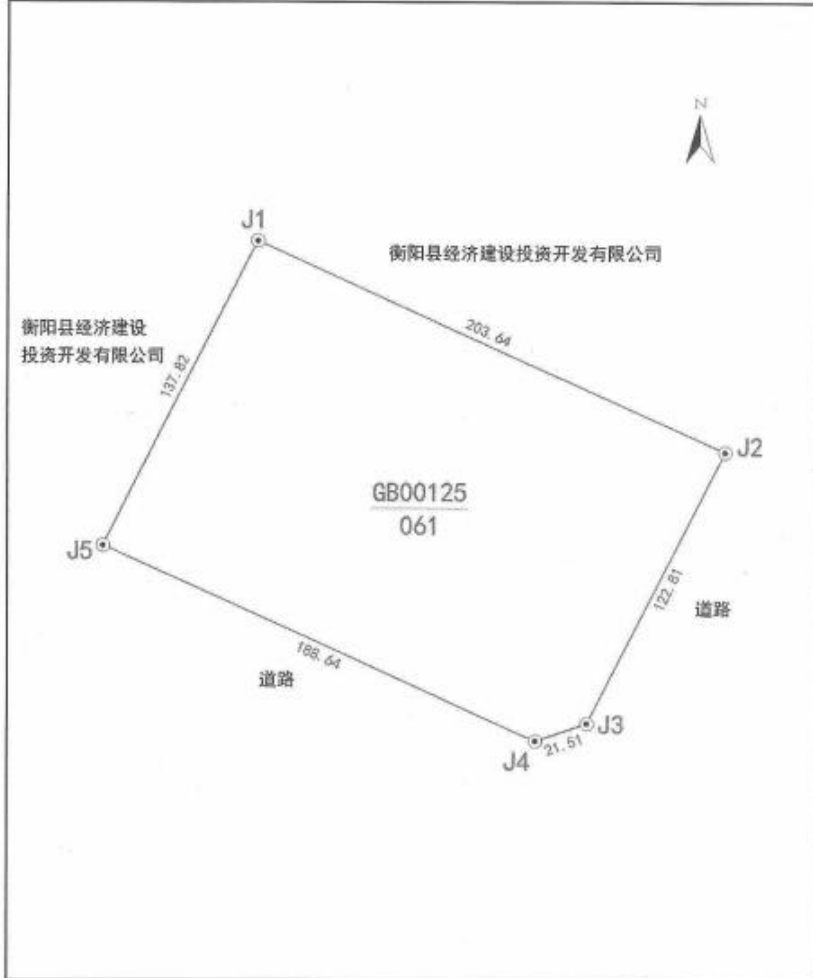 N
J1
衡阳县经济建设投资开发有限公司
203.64
衡阳县经济建设
投资开发有限公司
137.82
J2
GB00125
061
J5
122.81
道路
188.64
道路
J3
21.51
J4